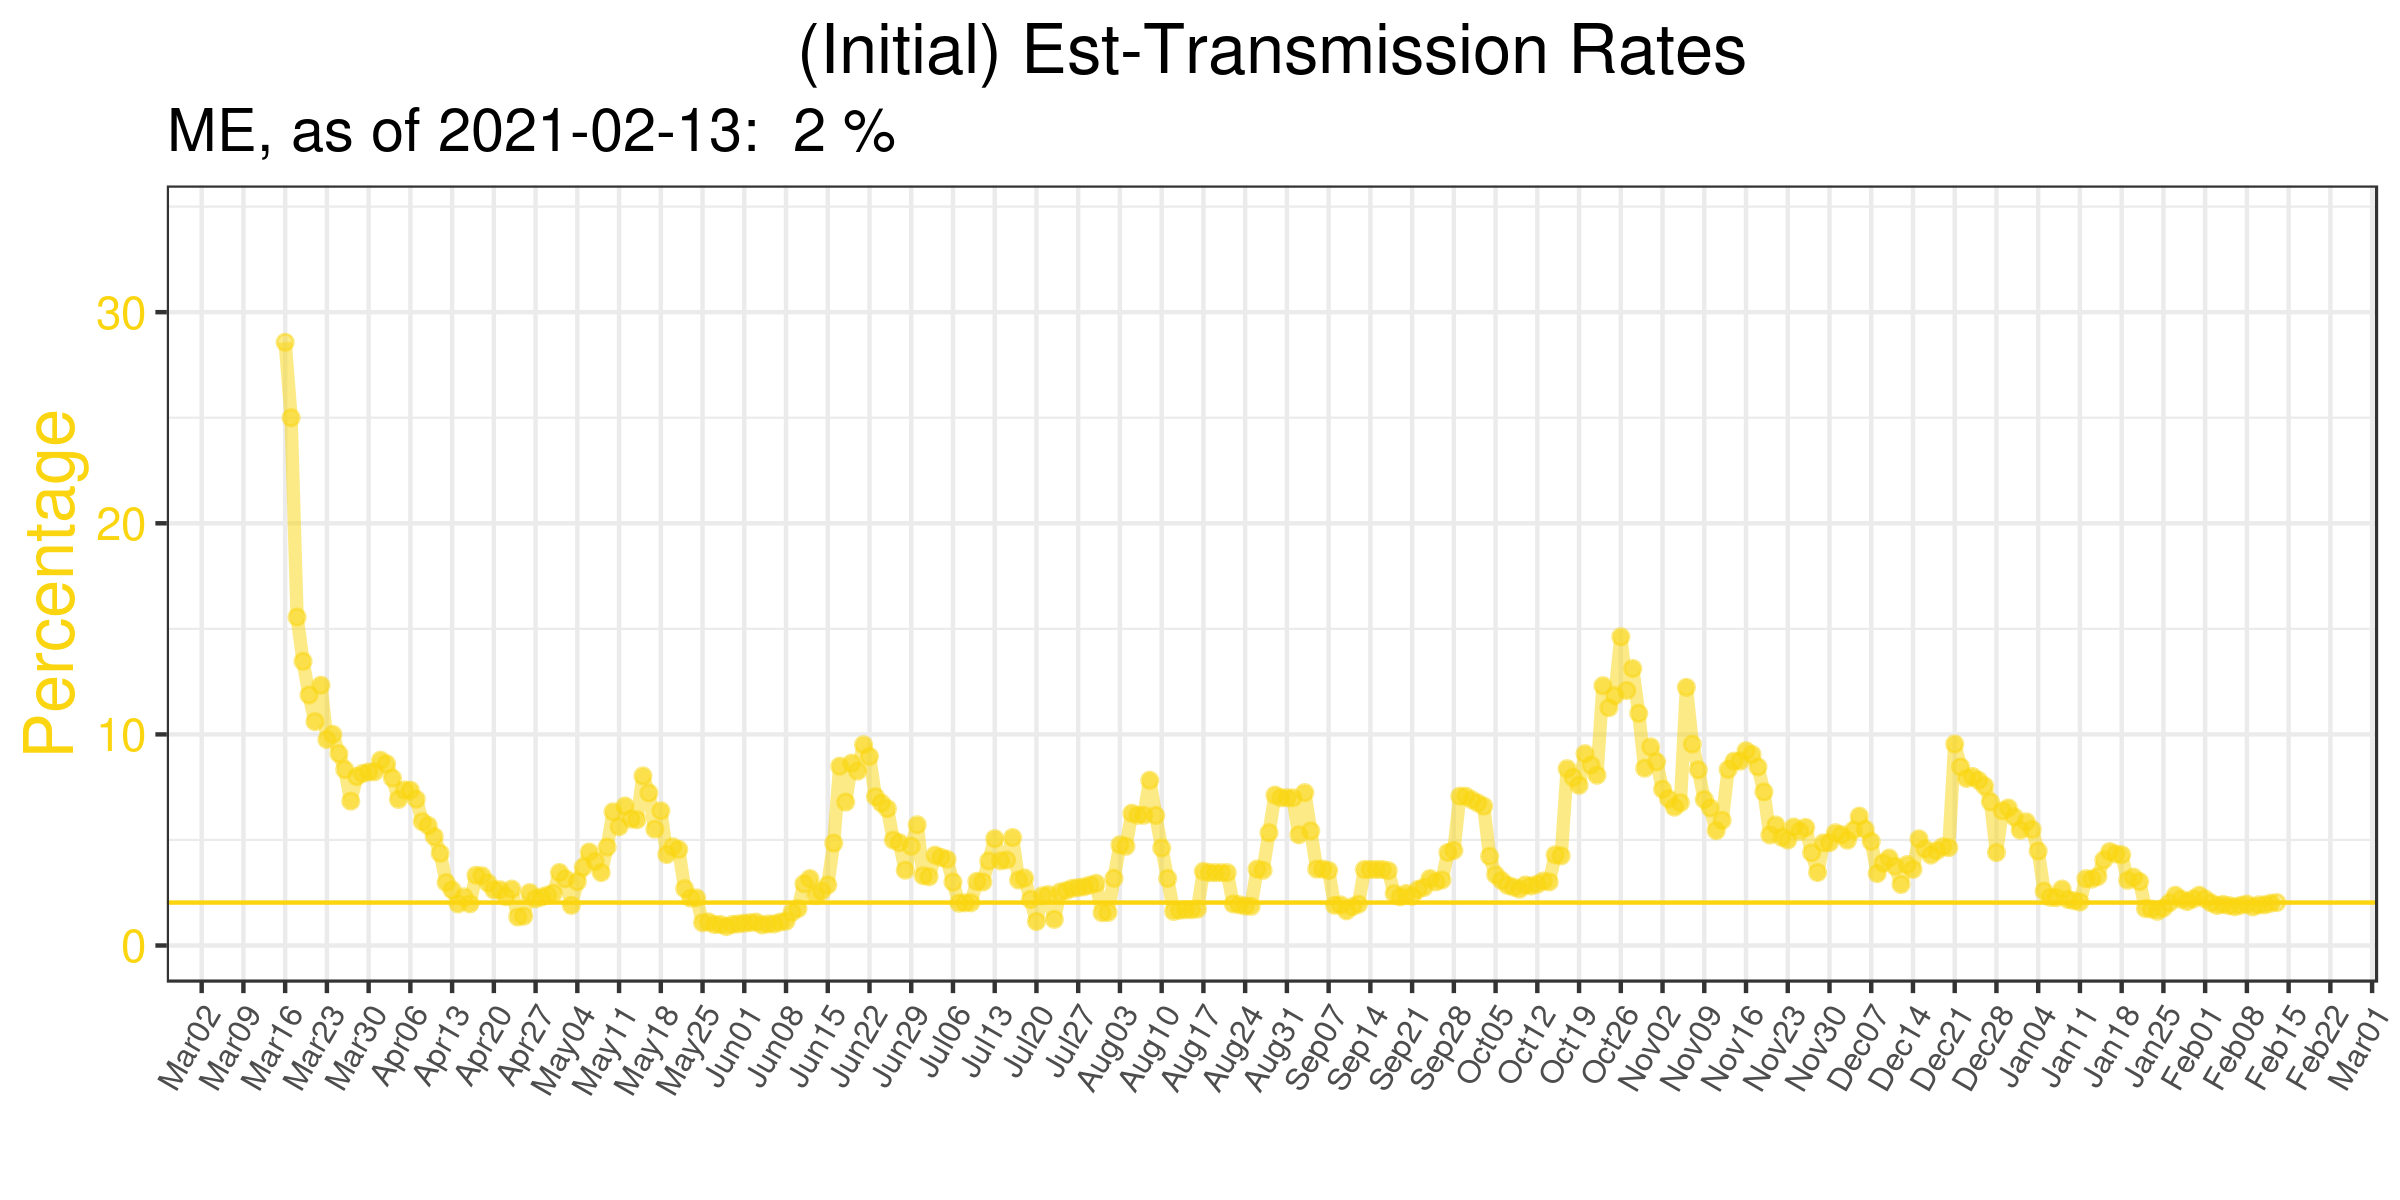 (Initial) Est-Transmission Rates
ME, as of 2021-02-13:  2 %
Percentage
30
20
10
0
Mar02
Mar09
Mar16
Mar23
Mar30
Apr06
Apr13
Apr20
Apr27
May04
May11
May18
May25
Jun01
Jun08
Jun15
Jun22
Jun29
Jul06
Jul13
Jul20
Jul27
Aug03
Aug10
Aug17
Aug24
Aug31
Sep07
Sep14
Sep21
Sep28
Oct05
Oct12
Oct19
Oct26
Nov02
Nov09
Nov16
Nov23
Nov30
Dec07
Dec14
Dec21
Dec28
Jan04
Jan11
Jan18
Jan25
Feb01
Feb08
Feb15
Feb22
Mar01